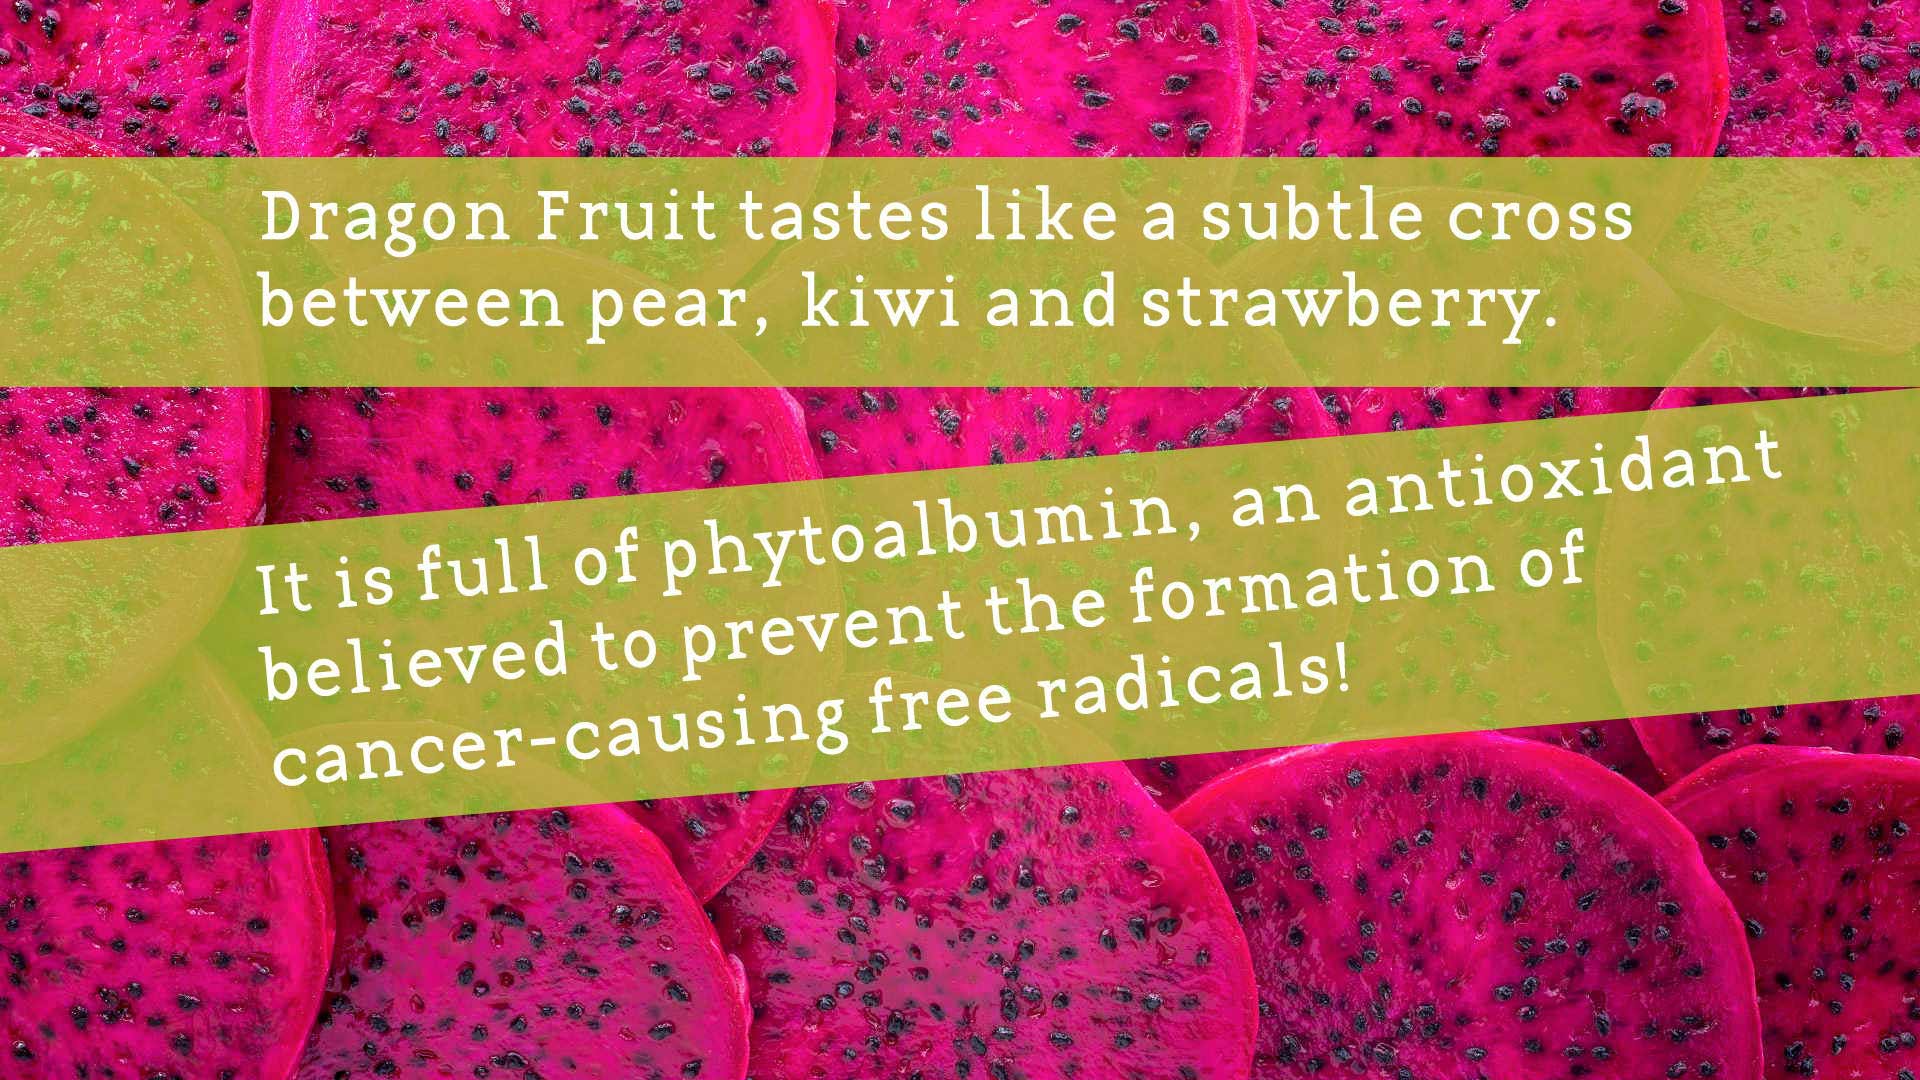 Dragon Fruit tastes like a subtle cross
between pear, kiwi and strawberry.
It is full of phytoalbumin, an antioxidant
believed to prevent the formation of
cancer-causing free radicals!